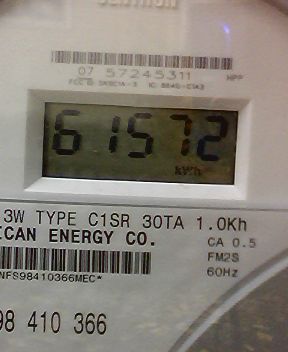 07 57245311 HPP
61572
kWh
3W TYPE C1SR 30TA 1.0Kh
ICAN ENERGY CO.
CA 0.5
FM2S
60Hz
NFS98410366MEC*
98 410 366